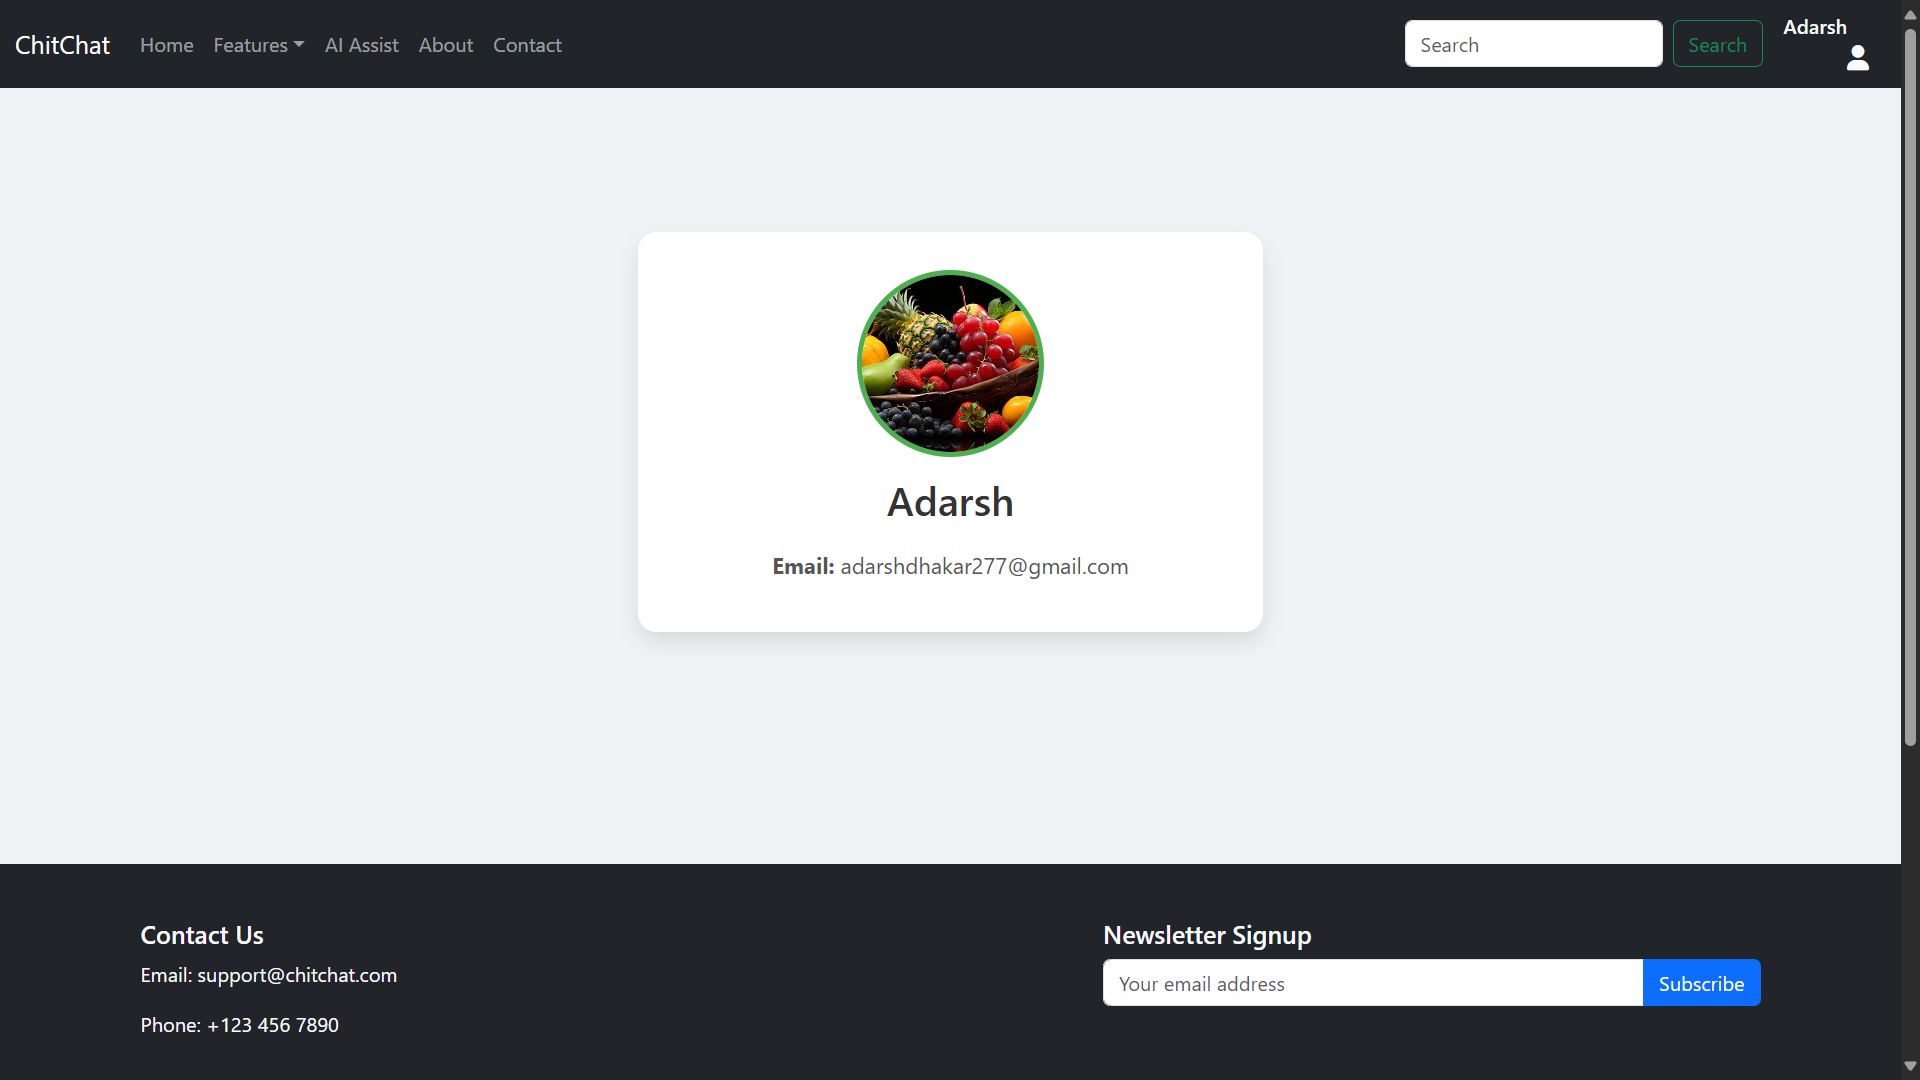 ChitChat Home Features AI Assist About Contact Search Search Adarsh
Adarsh
Email: adarshdhakar277@gmail.com
Contact Us
Email: support@chitchat.com
Phone: +123 456 7890
Newsletter Signup
Your email address Subscribe